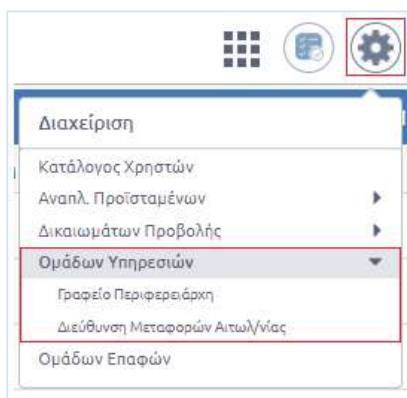 Διαχείριση
Κατάλογος Χρηστών
Αναπλ. Προϊσταμένων
Δικαιωμάτων Προβολής
Ομάδων Υπηρεσιών
Γραφείο Περιφερειάρχη
Διεύθυνση Μεταφορών Αιτωλ/νίας
Ομάδων Επαφών